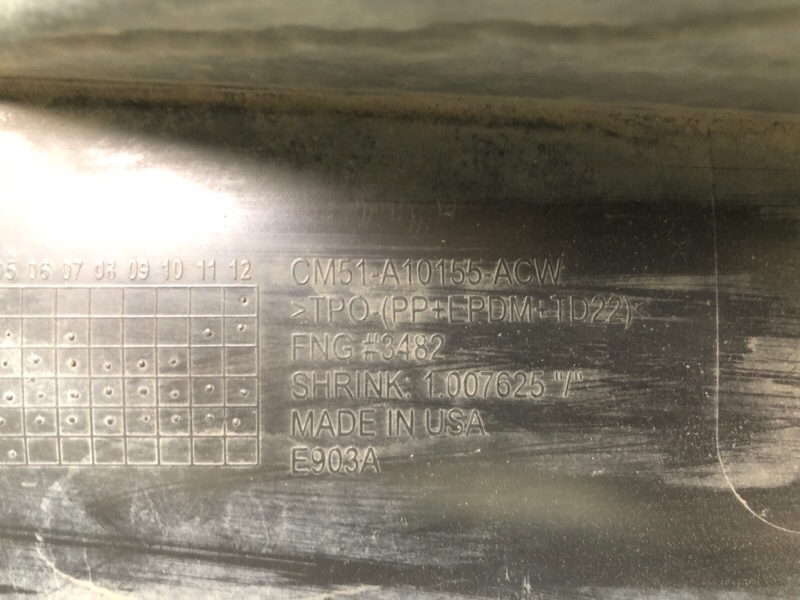 05 06 07 08 09 10 11 12
CM51-A10155-ACW
>TPO-(PP+EPDM+TD22)<
FNG #3482
SHRINK: 1.007625 "/"
MADE IN USA
E903A